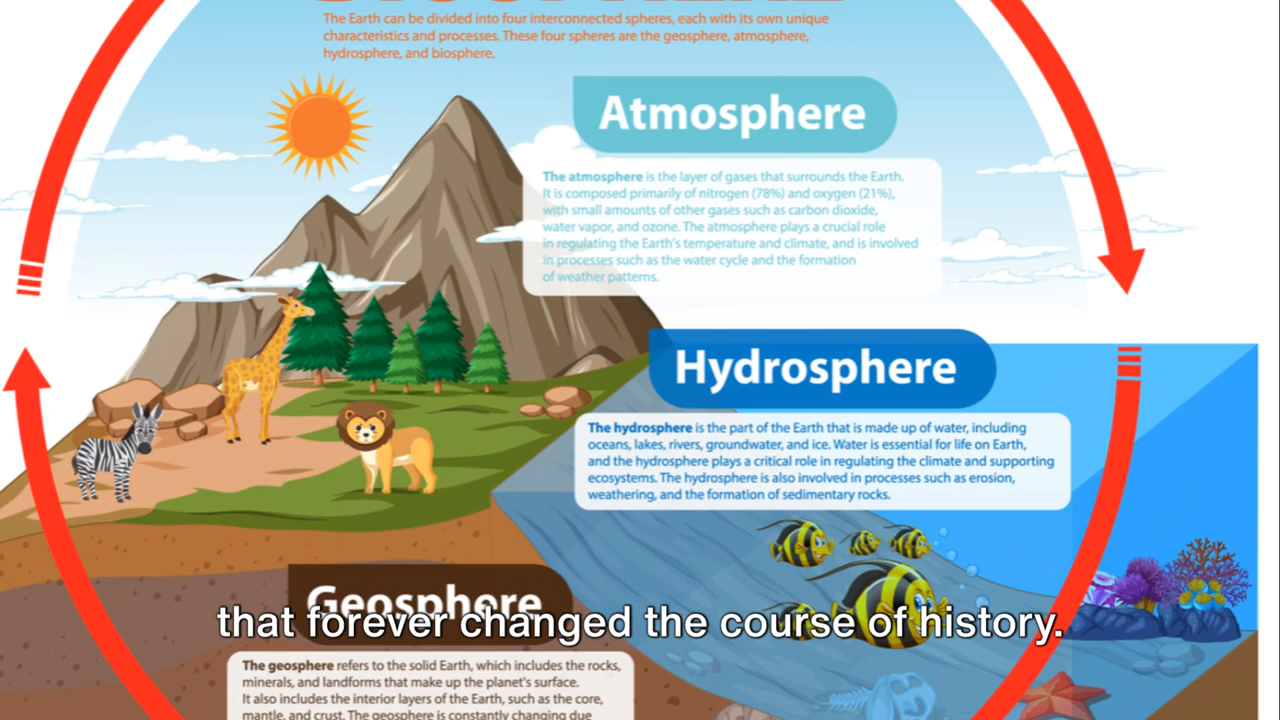 The Earth can be divided into four interconnected spheres, each with its own unique
characteristics and processes. These four spheres are the geosphere, atmosphere,
hydrosphere, and biosphere.
Atmosphere
The atmosphere is the layer of gases that surrounds the Earth.
It is composed primarily of nitrogen (78%) and oxygen (21%),
with small amounts of other gases such as carbon dioxide,
water vapor, and ozone. The atmosphere plays a crucial role
in regulating the Earth's temperature and climate, and is involved
in processes such as the water cycle and the formation
of weather patterns.
Hydrosphere
The hydrosphere is the part of the Earth that is made up of water, including
oceans, lakes, rivers, groundwater, and ice. Water is essential for life on Earth,
and the hydrosphere plays a critical role in regulating the climate and supporting
ecosystems. The hydrosphere is also involved in processes such as erosion,
weathering, and the formation of sedimentary rocks.
Geosphere
that forever changed the course of history.
The geosphere refers to the solid Earth, which includes the rocks,
minerals, and landforms that make up the planet's surface.
It also includes the interior layers of the Earth, such as the core,
mantle, and crust. The geosphere is constantly changing due